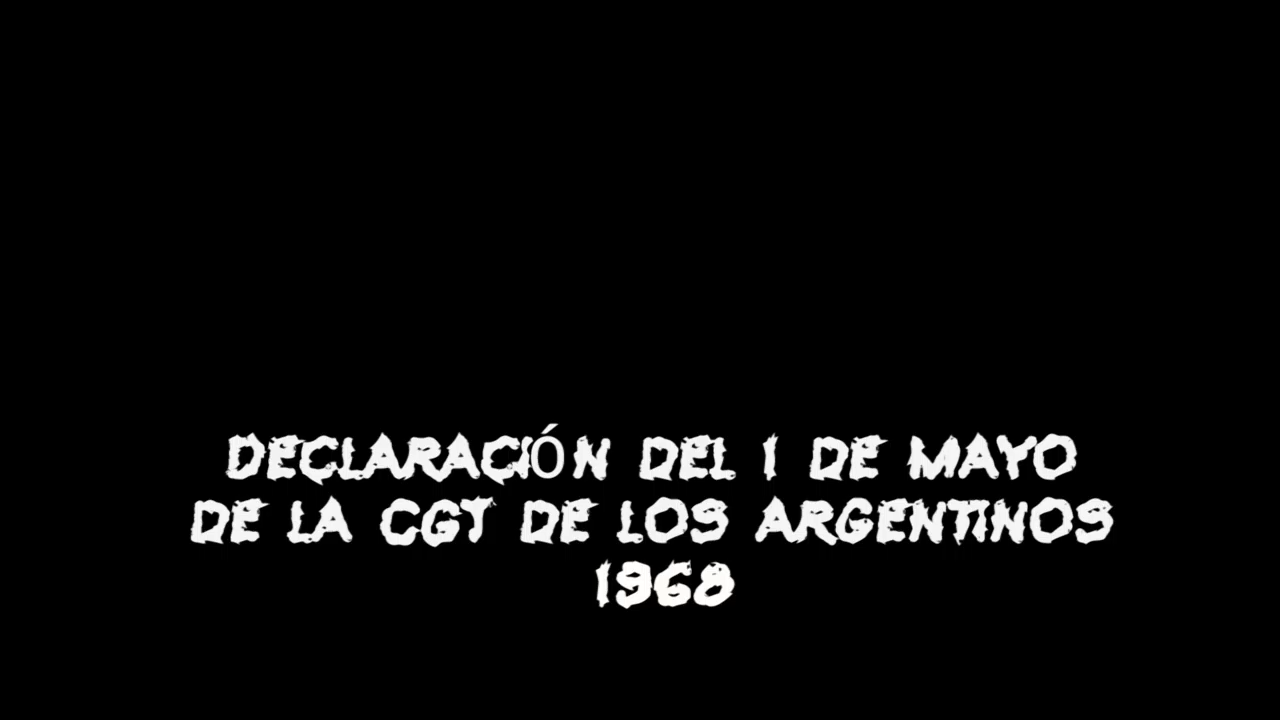 DECLARACIÓN DEL 1 DE MAYO
DE LA CGT DE LOS ARGENTINOS
1968